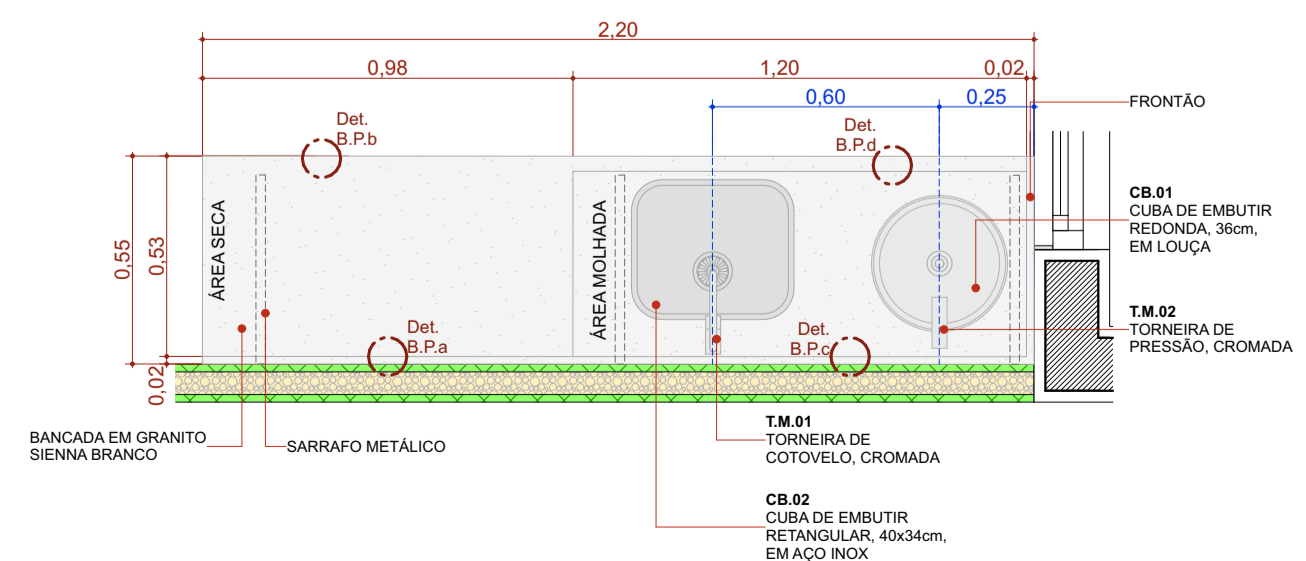 2,20
0,98
1,20
0,02
0,60
0,25
FRONTÃO
Det.
B.P.b
Det.
B.P.d
CB.01
CUBA DE EMBUTIR
REDONDA, 36cm,
EM LOUÇA
ÁREA SECA
ÁREA MOLHADA
0,55
0,53
0,02
T.M.02
TORNEIRA DE
PRESSÃO, CROMADA
Det.
B.P.a
Det.
B.P.c
BANCADA EM GRANITO
SIENNA BRANCO
SARRAFO METÁLICO
T.M.01
TORNEIRA DE
COTOVELO, CROMADA
CB.02
CUBA DE EMBUTIR
RETANGULAR, 40x34cm,
EM AÇO INOX